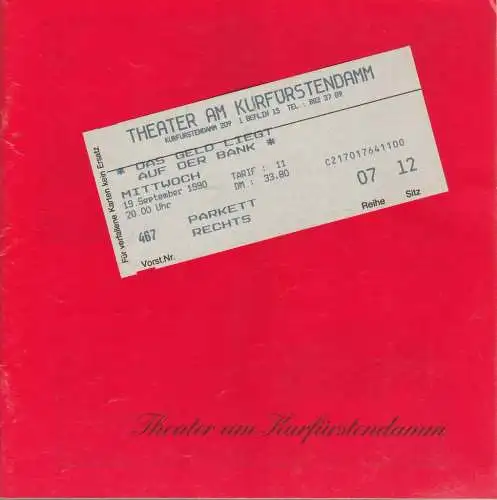 THEATER AM KURFÜRSTENDAMM
KURFÜRSTENDAMM 209 1 BERLIN 15 TEL.: 882 37 89
* DAS GELD LIEGT
AUF DER BANK *
MITTWOCH TARIF : 11 C217017641100
19.September 1990 DM : 33.80 07 12
20.00 Uhr Reihe Sitz
467 PARKETT
RECHTS
Vorst.Nr.
Für verfallene Karten kein Ersatz
Theater am Kurfürstendamm